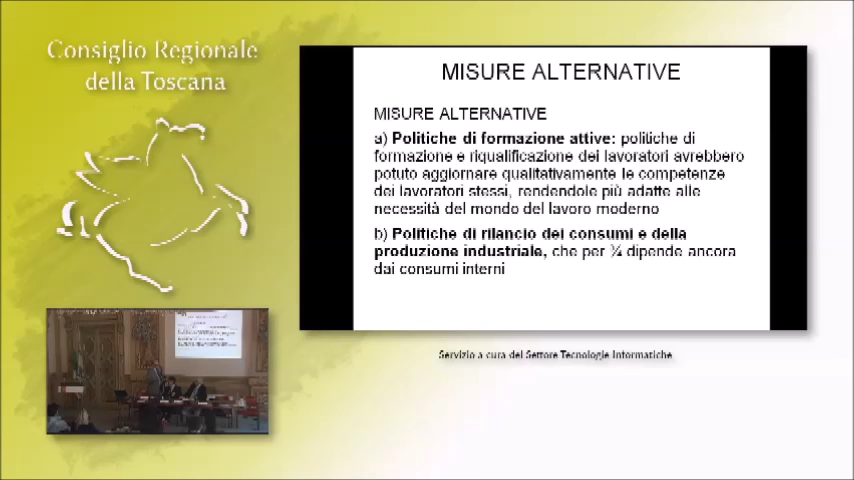 Consiglio Regionale
della Toscana
MISURE ALTERNATIVE
MISURE ALTERNATIVE
a) Politiche di formazione attive: politiche di
formazione e riqualificazione dei lavoratori avrebbero
potuto aggiornare qualitativamente le competenze
dei lavoratori stessi, rendendole più adatte alle
necessità del mondo del lavoro moderno
b) Politiche di rilancio dei consumi e della
produzione industriale, che per ¾ dipende ancora
dai consumi interni
Servizio a cura del Settore Tecnologie Informatiche